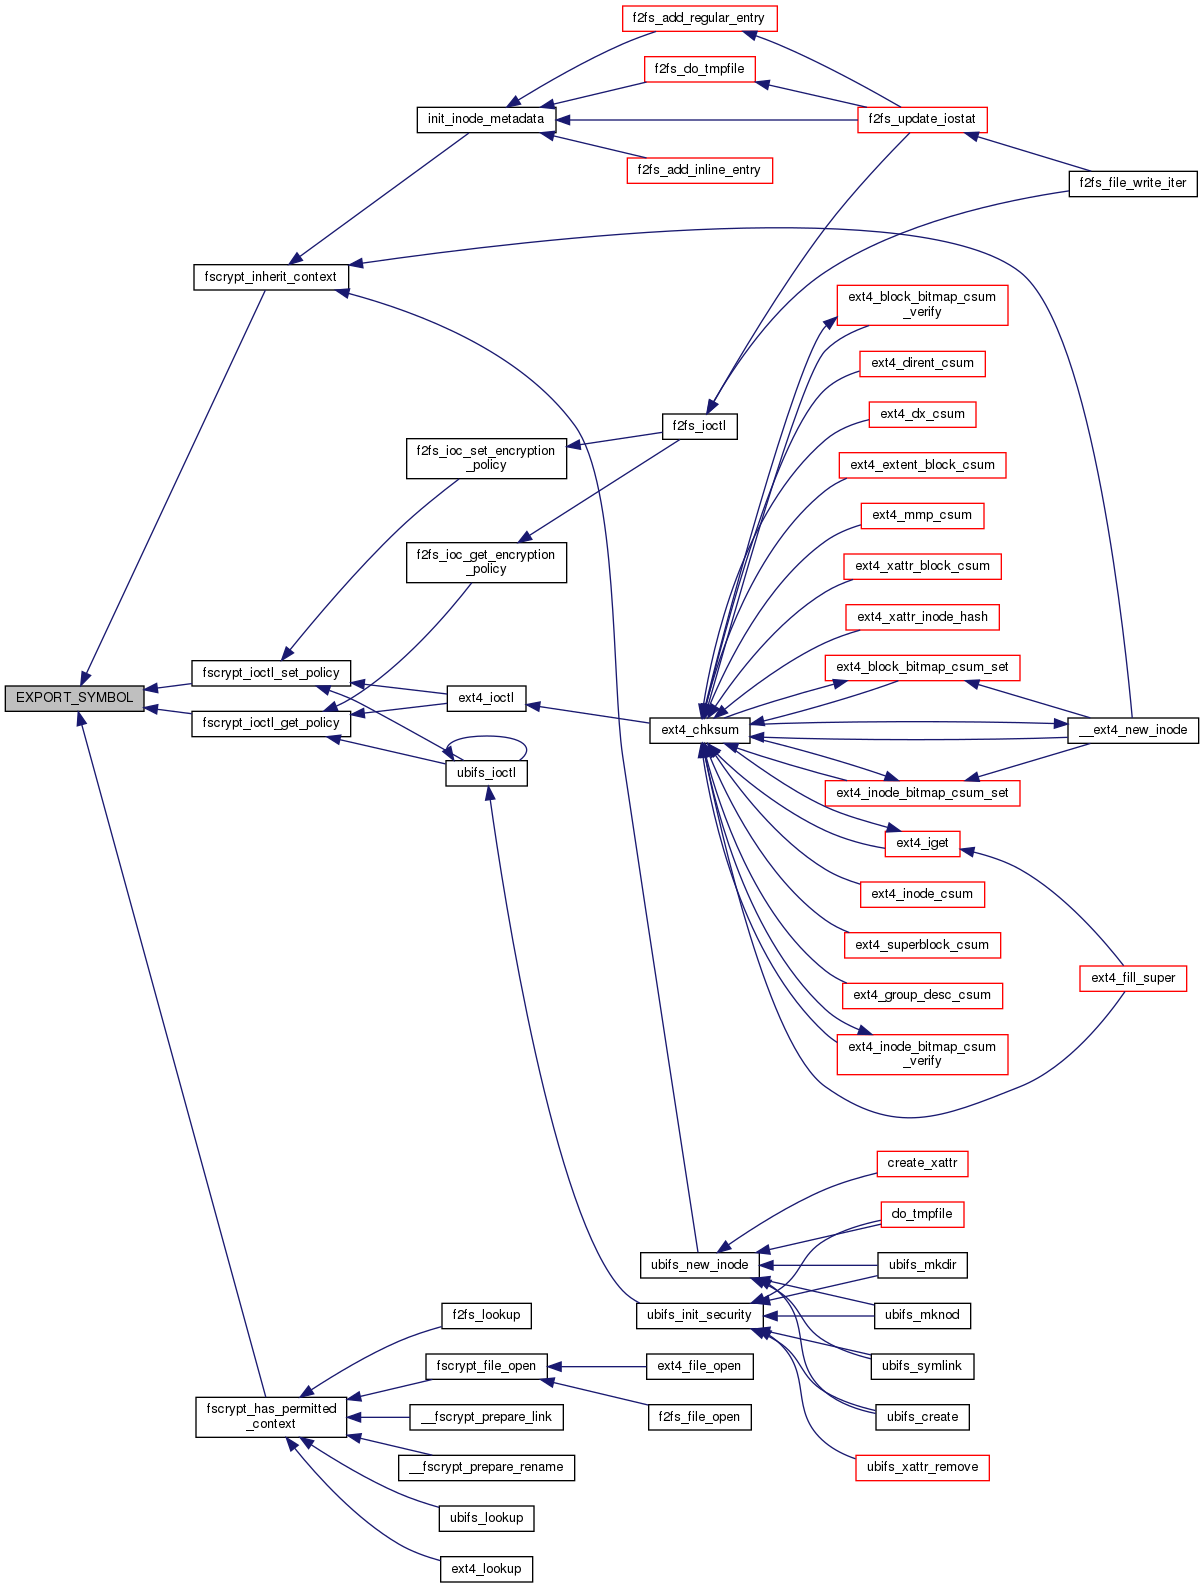 f2fs_add_regular_entry
f2fs_do_tmpfile
init_inode_metadata
f2fs_update_iostat
f2fs_add_inline_entry
f2fs_file_write_iter
fscrypt_inherit_context
ext4_block_bitmap_csum
_verify
ext4_dirent_csum
ext4_dx_csum
f2fs_ioctl
f2fs_ioc_set_encryption
_policy
ext4_extent_block_csum
ext4_mmp_csum
f2fs_ioc_get_encryption
_policy
ext4_xattr_block_csum
ext4_xattr_inode_hash
fscrypt_ioctl_set_policy
ext4_block_bitmap_csum_set
EXPORT_SYMBOL
ext4_ioctl
fscrypt_ioctl_get_policy
ext4_chksum
__ext4_new_inode
ubifs_ioctl
ext4_inode_bitmap_csum_set
ext4_iget
ext4_inode_csum
ext4_superblock_csum
ext4_fill_super
ext4_group_desc_csum
ext4_inode_bitmap_csum
_verify
create_xattr
do_tmpfile
ubifs_new_inode
ubifs_mkdir
f2fs_lookup
ubifs_init_security
ubifs_mknod
fscrypt_file_open
ext4_file_open
ubifs_symlink
fscrypt_has_permitted
_context
__fscrypt_prepare_link
f2fs_file_open
ubifs_create
__fscrypt_prepare_rename
ubifs_xattr_remove
ubifs_lookup
ext4_lookup